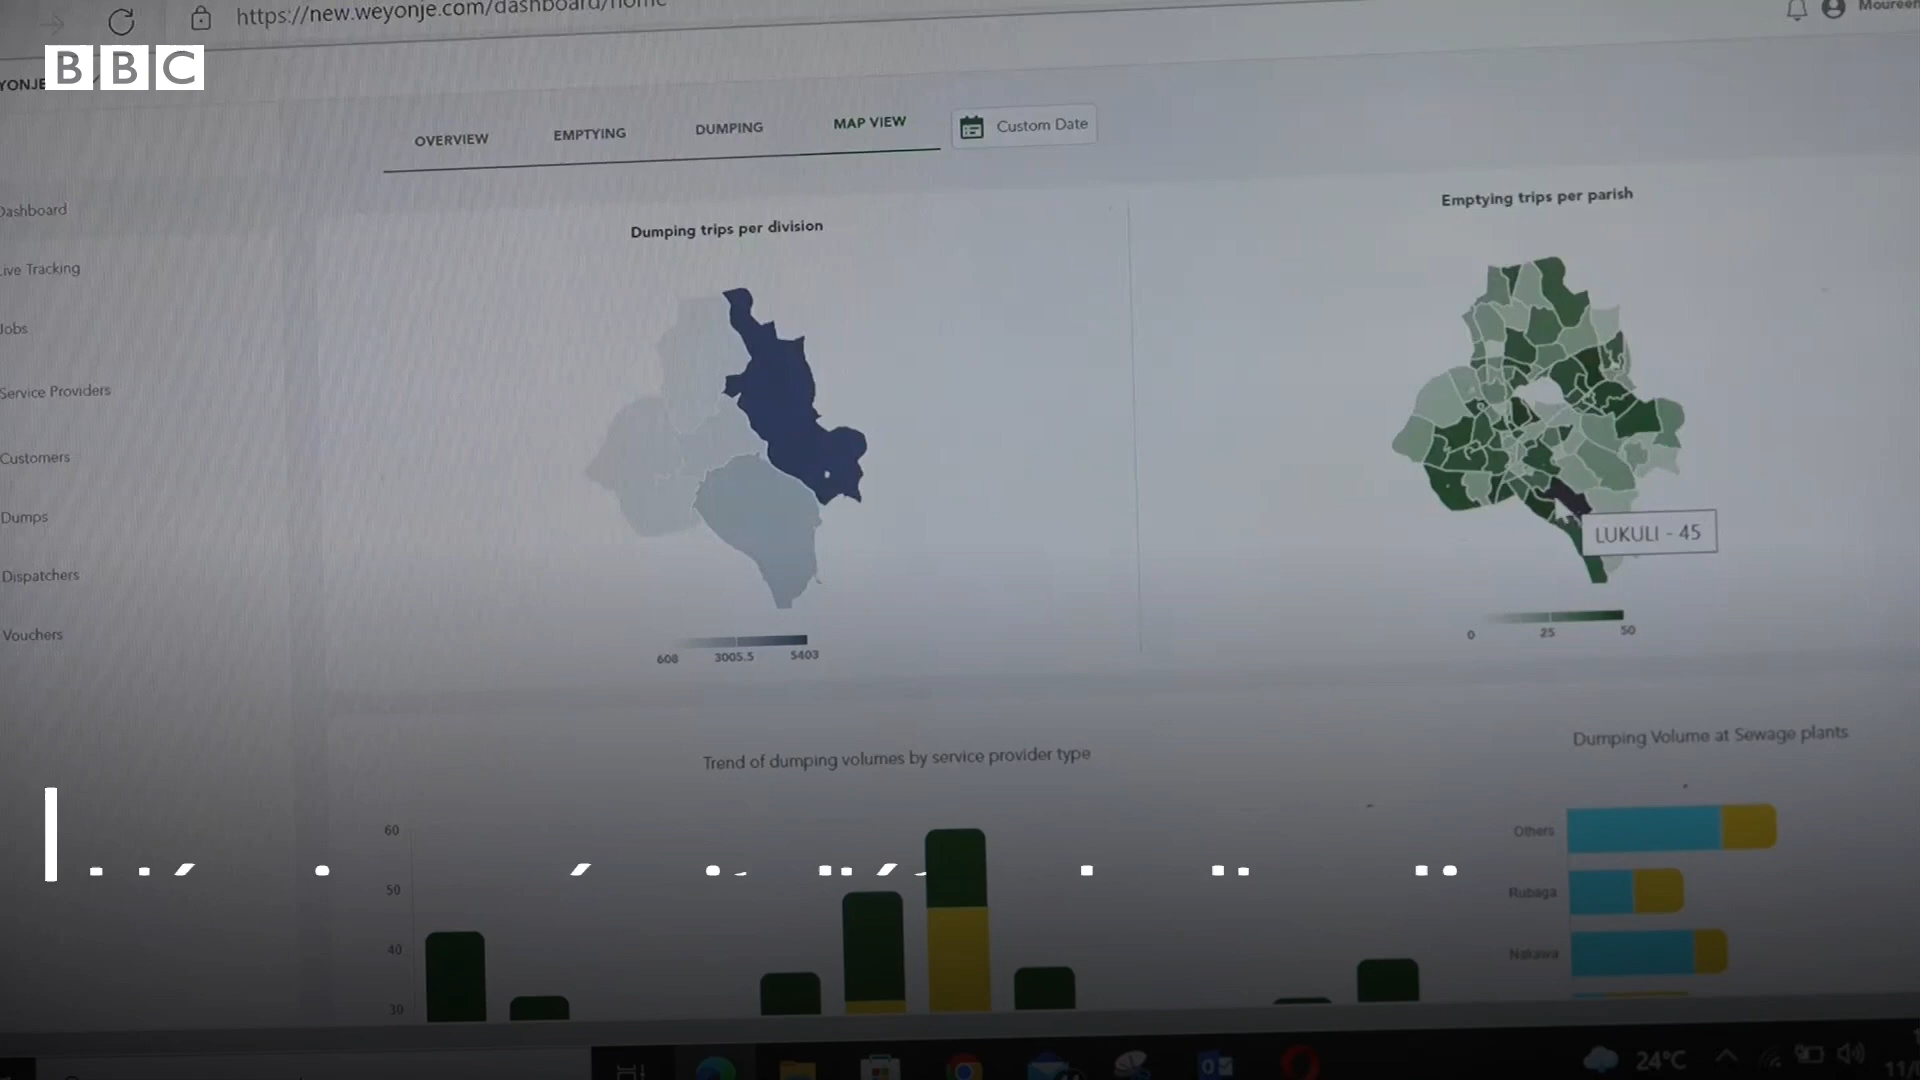 https://new.weyonje.com/dashboard/home
Moureen
BBC
YONJE
OVERVIEW
EMPTYING
DUMPING
MAP VIEW
Custom Date
Dashboard
Live Tracking
Jobs
Service Providers
Customers
Dumps
Dispatchers
Vouchers
Dumping trips per division
608
3005.5
5403
Emptying trips per parish
LUKULI - 45
0
25
50
Trend of dumping volumes by service provider type
60
50
40
30
Dumping Volume at Sewage plants
Others
Rubaga
Nakawa
24°C